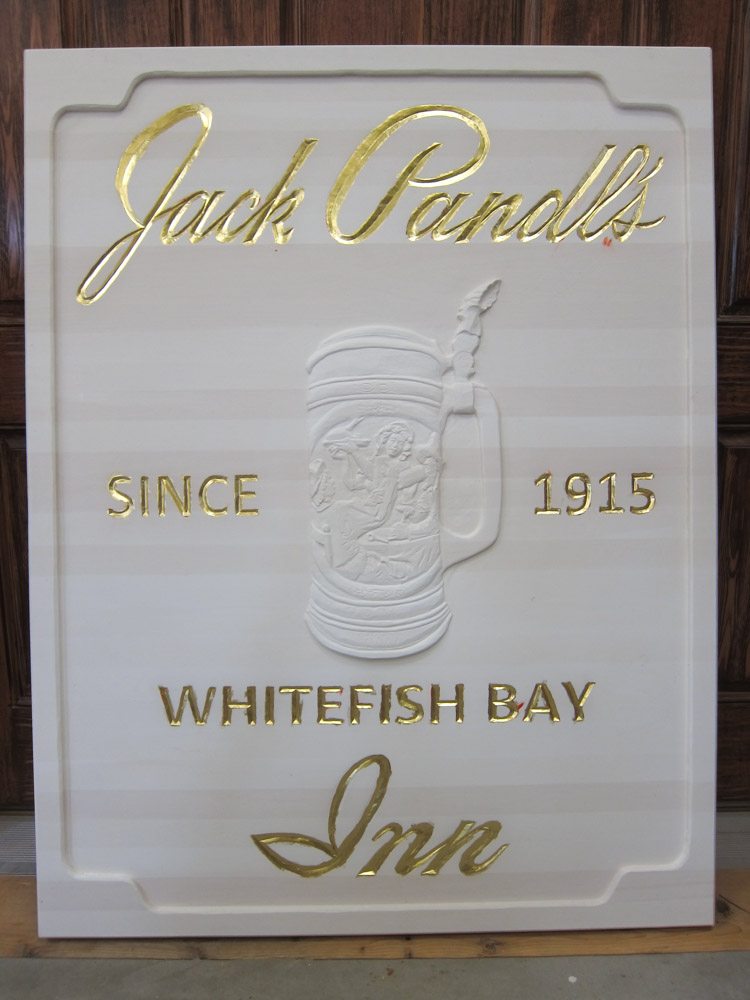 Jack Pandl's
SINCE 1915
WHITEFISH BAY
Inn